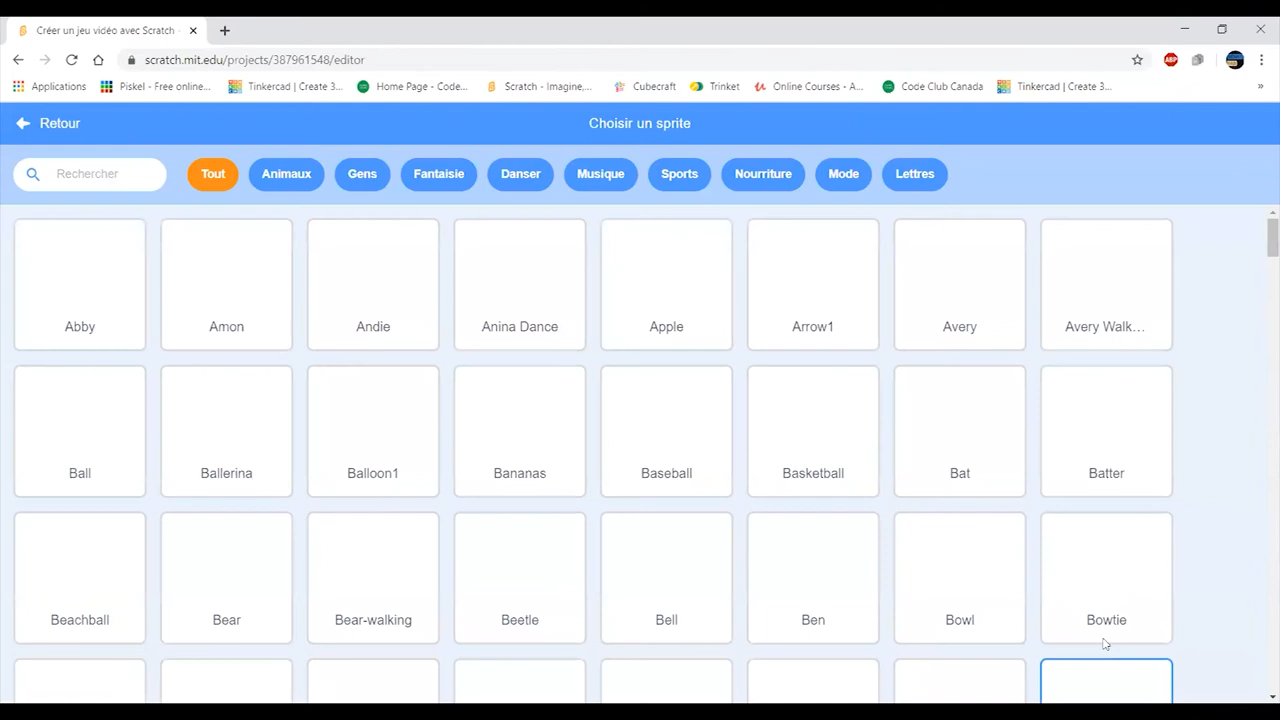 Créer un jeu vidéo avec Scratch -
scratch.mit.edu/projects/387961548/editor
Applications
Piskel - Free online...
Tinkercad | Create 3...
Home Page - Code...
Scratch - Imagine,...
Cubecraft
Trinket
Online Courses - A...
Code Club Canada
Tinkercad | Create 3...
»
Retour
Choisir un sprite
Rechercher
Tout
Animaux
Gens
Fantaisie
Danser
Musique
Sports
Nourriture
Mode
Lettres
Abby
Amon
Andie
Anina Dance
Apple
Arrow1
Avery
Avery Walk...
Ball
Ballerina
Balloon1
Bananas
Baseball
Basketball
Bat
Batter
Beachball
Bear
Bear-walking
Beetle
Bell
Ben
Bowl
Bowtie
ABP